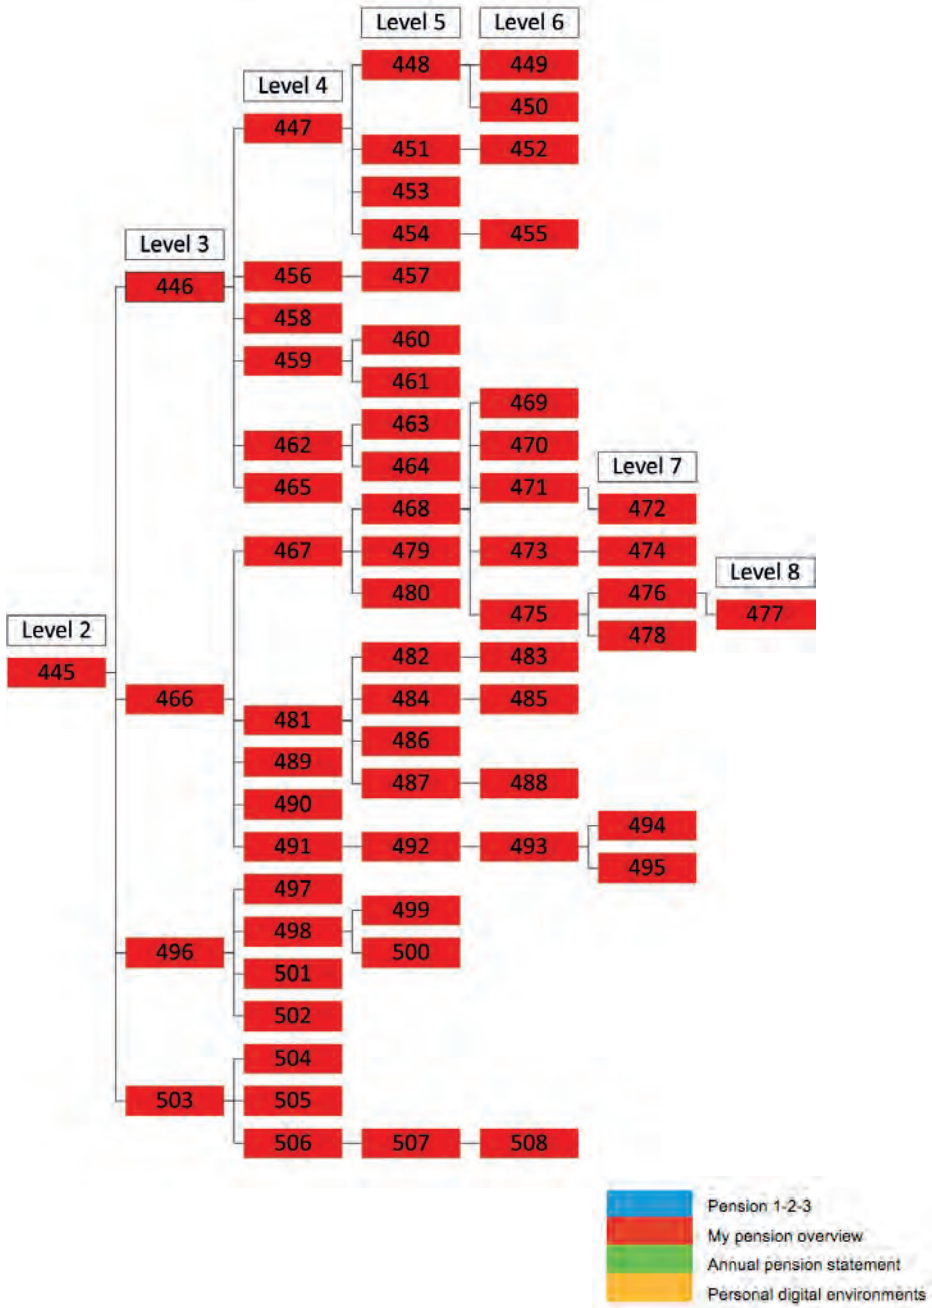 Level 5 Level 6
448 449
Level 4
450
447
451 452
453
454 455
Level 3
456 457
446
458
460
459
461
469
463
462 470
464 Level 7
465 471
468 472
467 479 473 474
Level 8
480 476
475 477
Level 2
478
482 483
445
466 484 485
481
486
489
487 488
490
494
491 492 493
495
497
499
498
496 500
501
502
504
503 505
506 507 508
Pension 1-2-3
My pension overview
Annual pension statement
Personal digital environments